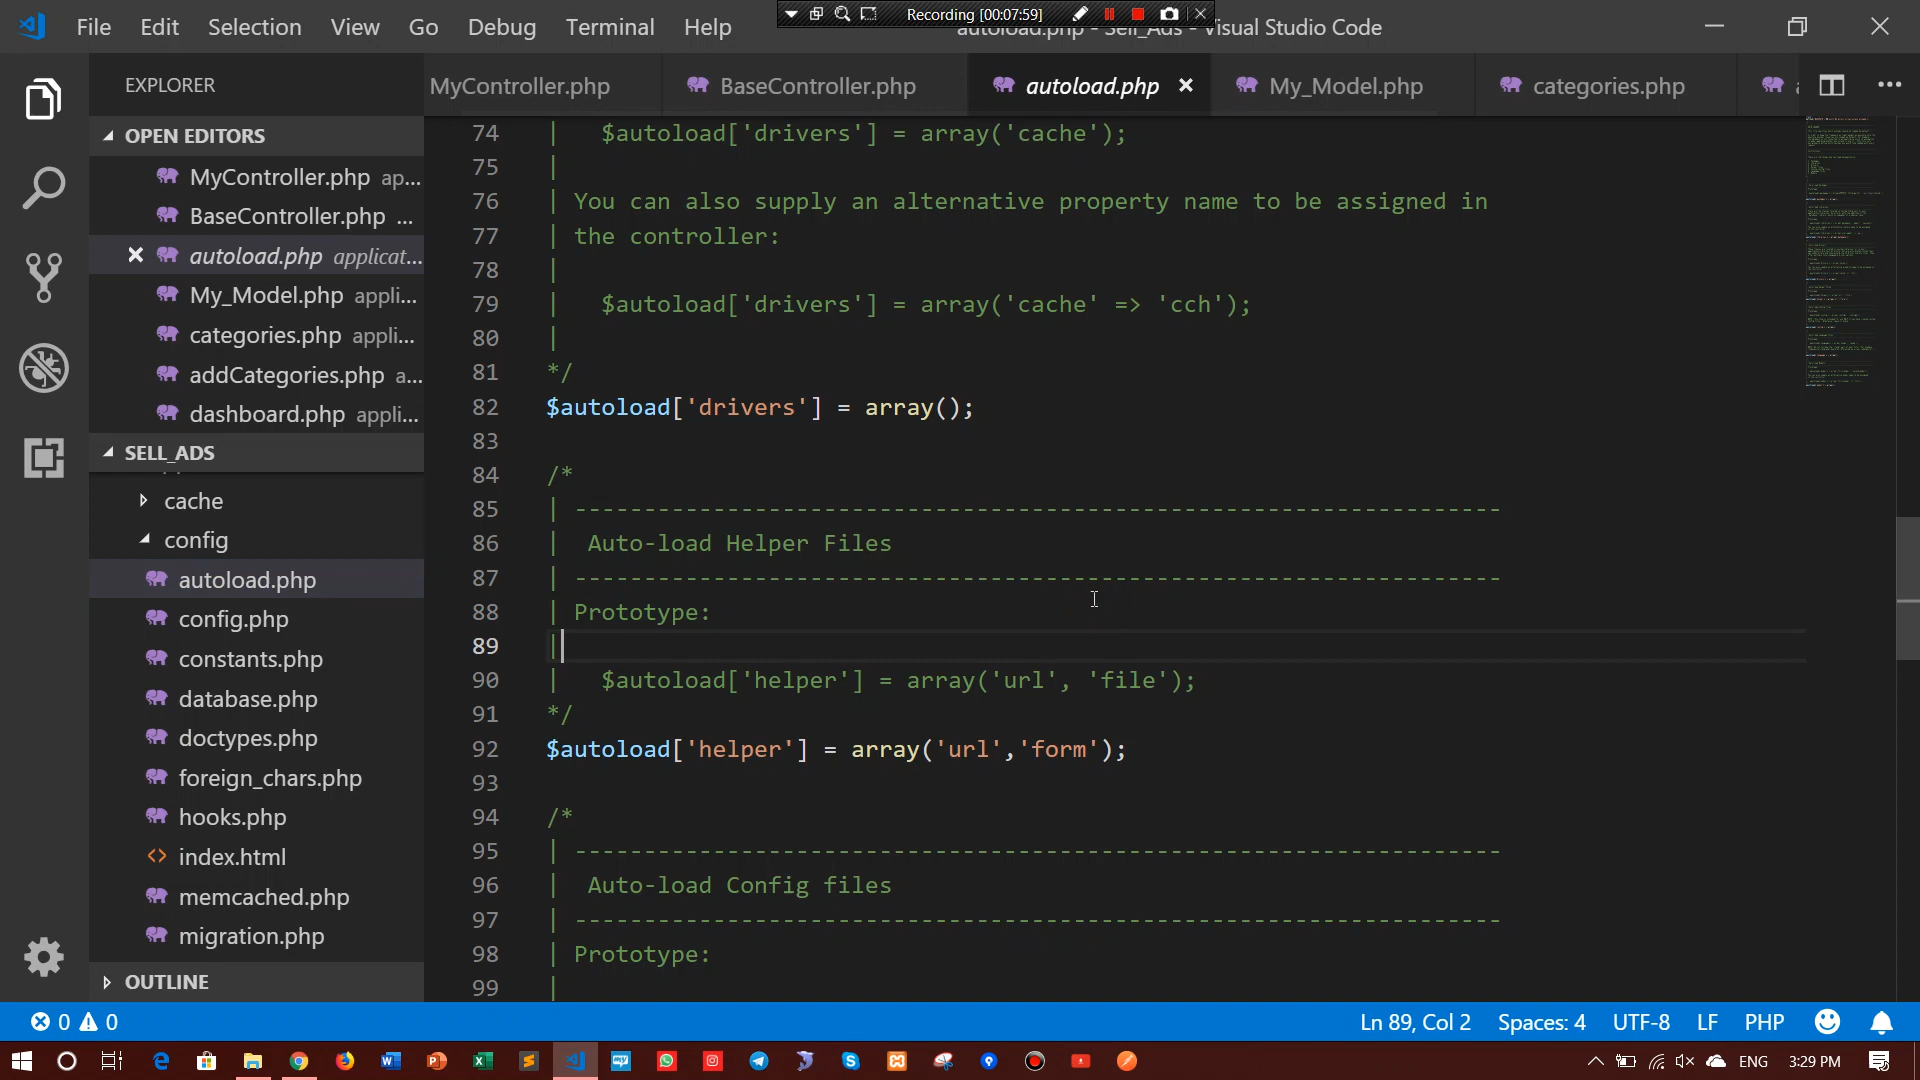 File Edit Selection View Go Debug Terminal Help
Recording [00:07:59]
autoload.php - Sell_Ads - Visual Studio Code
EXPLORER
MyController.php
BaseController.php
autoload.php
My_Model.php
categories.php
OPEN EDITORS
MyController.php ap...
BaseController.php ...
autoload.php applicat...
My_Model.php appli...
categories.php appli...
addCategories.php a...
dashboard.php appli...
SELL_ADS
cache
config
autoload.php
config.php
constants.php
database.php
doctypes.php
foreign_chars.php
hooks.php
index.html
memcached.php
migration.php
OUTLINE
74 | $autoload['drivers'] = array('cache');
75 |
76 | You can also supply an alternative property name to be assigned in
77 | the controller:
78 |
79 | $autoload['drivers'] = array('cache' => 'cch');
80 |
81 */
82 $autoload['drivers'] = array();
83
84 /*
85 | -------------------------------------------------------------------
86 |  Auto-load Helper Files
87 | -------------------------------------------------------------------
88 | Prototype:
89 |
90 | $autoload['helper'] = array('url', 'file');
91 */
92 $autoload['helper'] = array('url','form');
93
94 /*
95 | -------------------------------------------------------------------
96 |  Auto-load Config files
97 | -------------------------------------------------------------------
98 | Prototype:
99 |
0 0
Ln 89, Col 2 Spaces: 4 UTF-8 LF PHP
ENG 3:29 PM